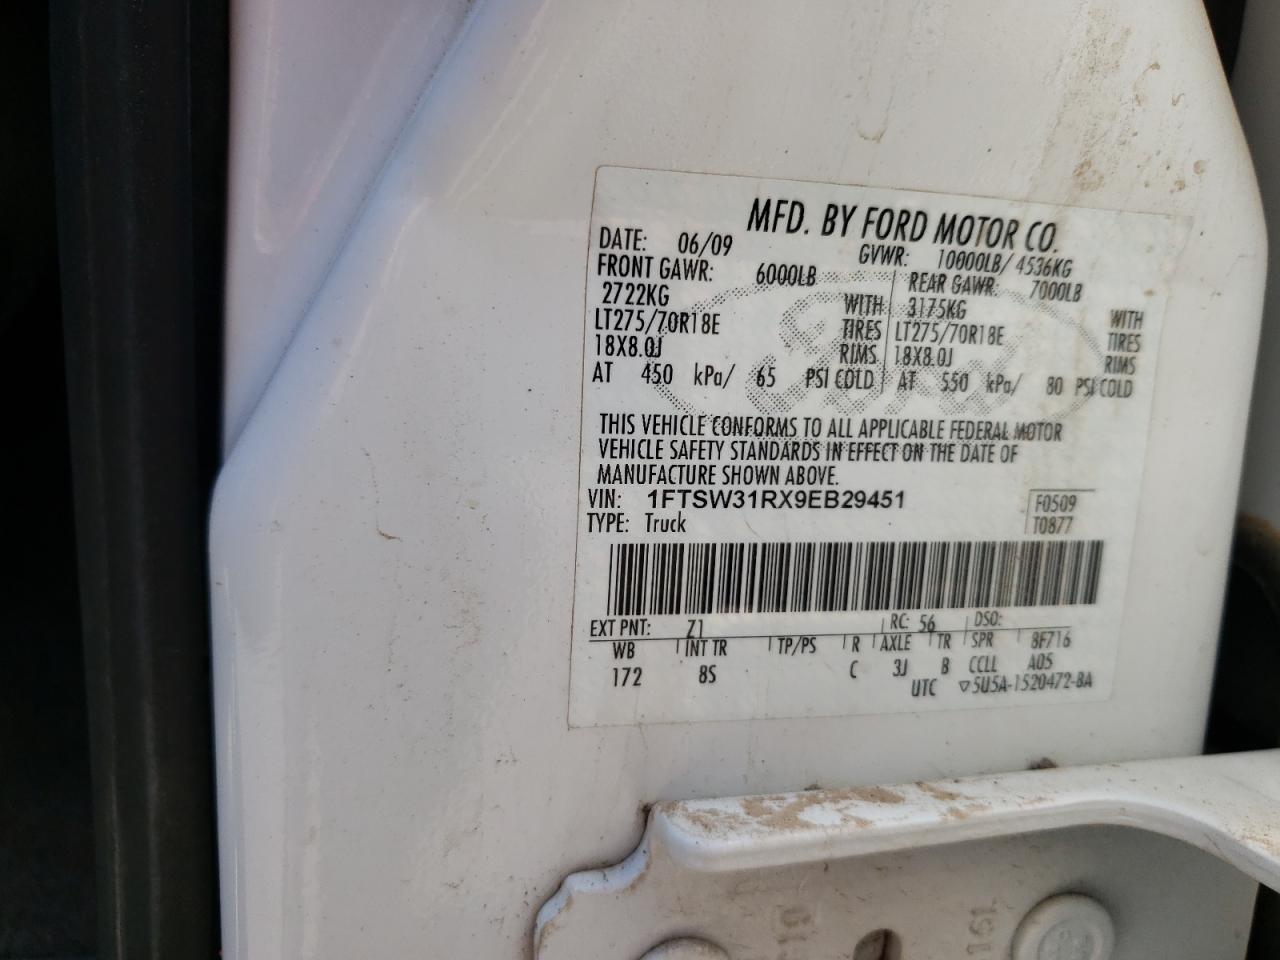 MFD. BY FORD MOTOR CO.
DATE: 06/09 GVWR: 10000LB/ 4536KG
FRONT GAWR: 6000LB REAR GAWR: 7000LB
2722KG WITH 3175KG WITH
LT275/70R18E TIRES LT275/70R18E TIRES
18X8.0J RIMS 18X8.0J RIMS
AT 450 kPa/ 65 PSI COLD AT 550 kPa/ 80 PSI COLD
Ford
THIS VEHICLE CONFORMS TO ALL APPLICABLE FEDERAL MOTOR
VEHICLE SAFETY STANDARDS IN EFFECT ON THE DATE OF
MANUFACTURE SHOWN ABOVE.
VIN: 1FTSW31RX9EB29451 F0509
TYPE: Truck T0877
EXT PNT: Z1 RC: 56 DSO:
WB INT TR TP/PS R AXLE TR SPR 8F716
172 8S C 3J B CCLL A05
UTC ▽5U5A-1520472-BA